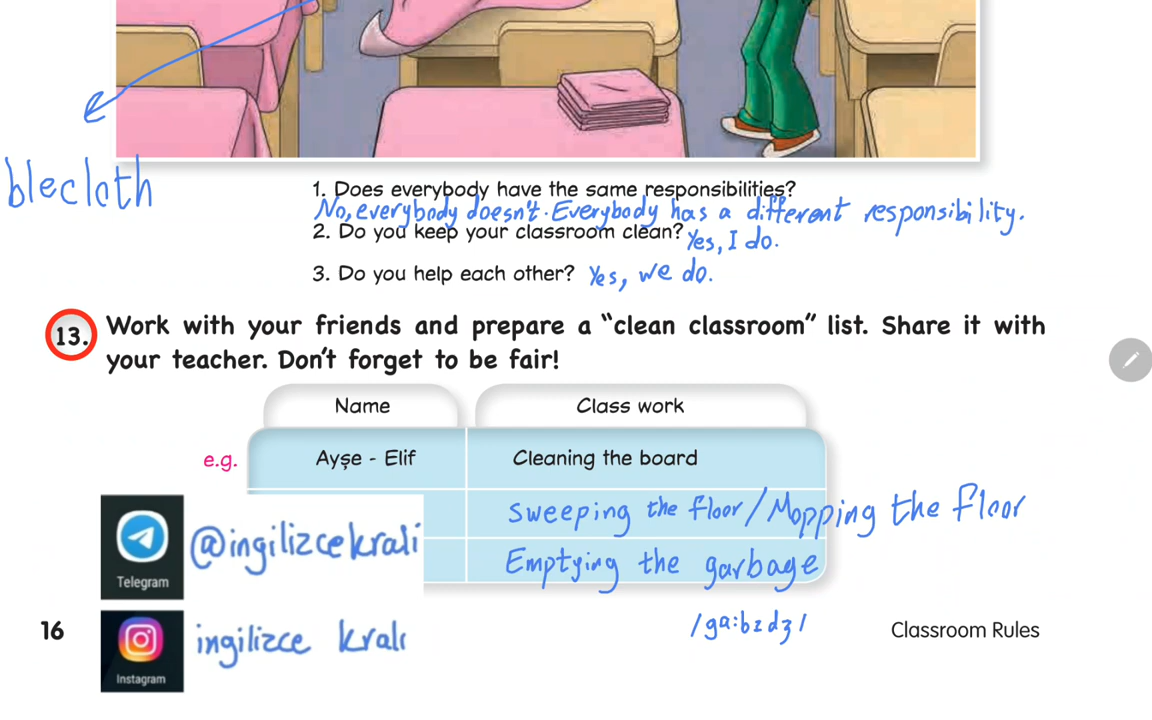 blecloth
1. Does everybody have the same responsibilities?
No, everybody doesn't. Everybody has a different responsibility.
2. Do you keep your classroom clean? Yes, I do.
3. Do you help each other? Yes, we do.
13. Work with your friends and prepare a “clean classroom” list. Share it with
your teacher. Don't forget to be fair!
Name Class work
e.g. Ayşe - Elif Cleaning the board
Sweeping the floor/Mopping the floor
@ingilizcekrali
Telegram
Emptying the garbage
/ga:bɪdʒ/
16
ingilizce kralı
Instagram
Classroom Rules